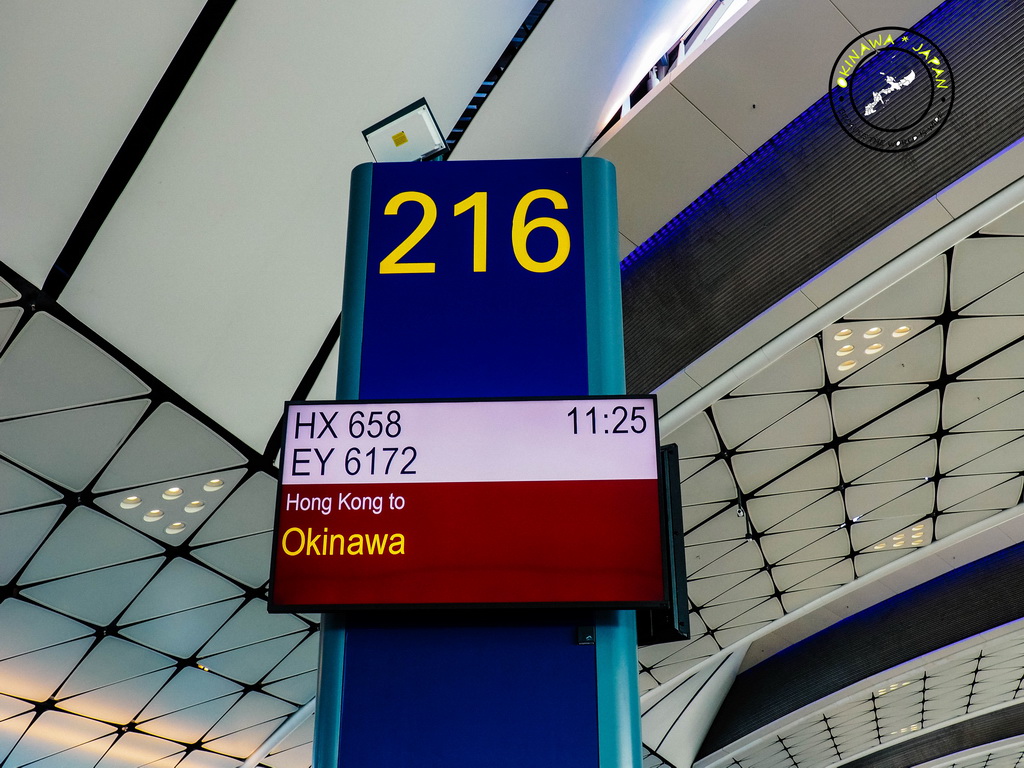 OKINAWA * JAPAN
216
HX 658 11:25
EY 6172
Hong Kong to
Okinawa